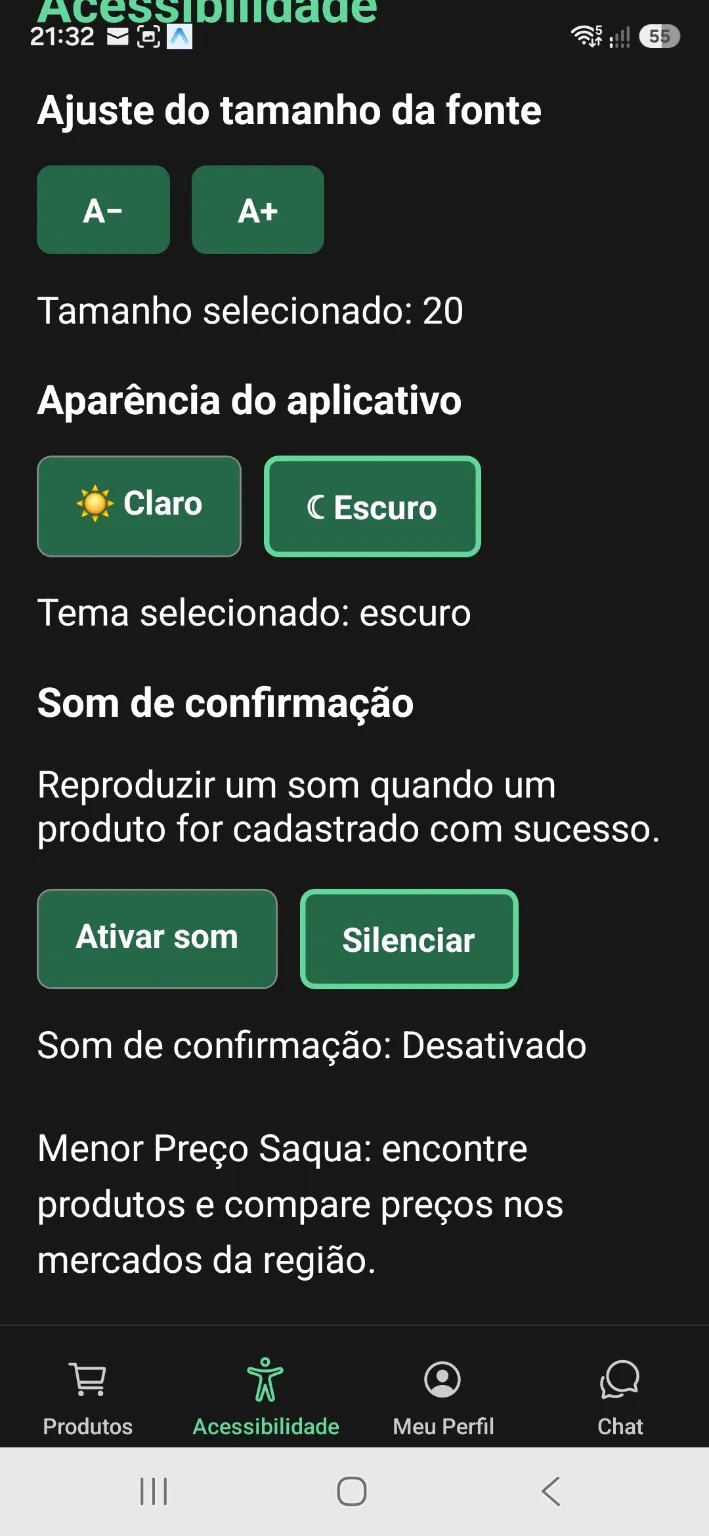 Acessibilidade
21:32
5
55
Ajuste do tamanho da fonte
A−
A+
Tamanho selecionado: 20
Aparência do aplicativo
☀️ Claro
☾ Escuro
Tema selecionado: escuro
Som de confirmação
Reproduzir um som quando um
produto for cadastrado com sucesso.
Ativar som
Silenciar
Som de confirmação: Desativado
Menor Preço Saqua: encontre
produtos e compare preços nos
mercados da região.
Produtos
Acessibilidade
Meu Perfil
Chat